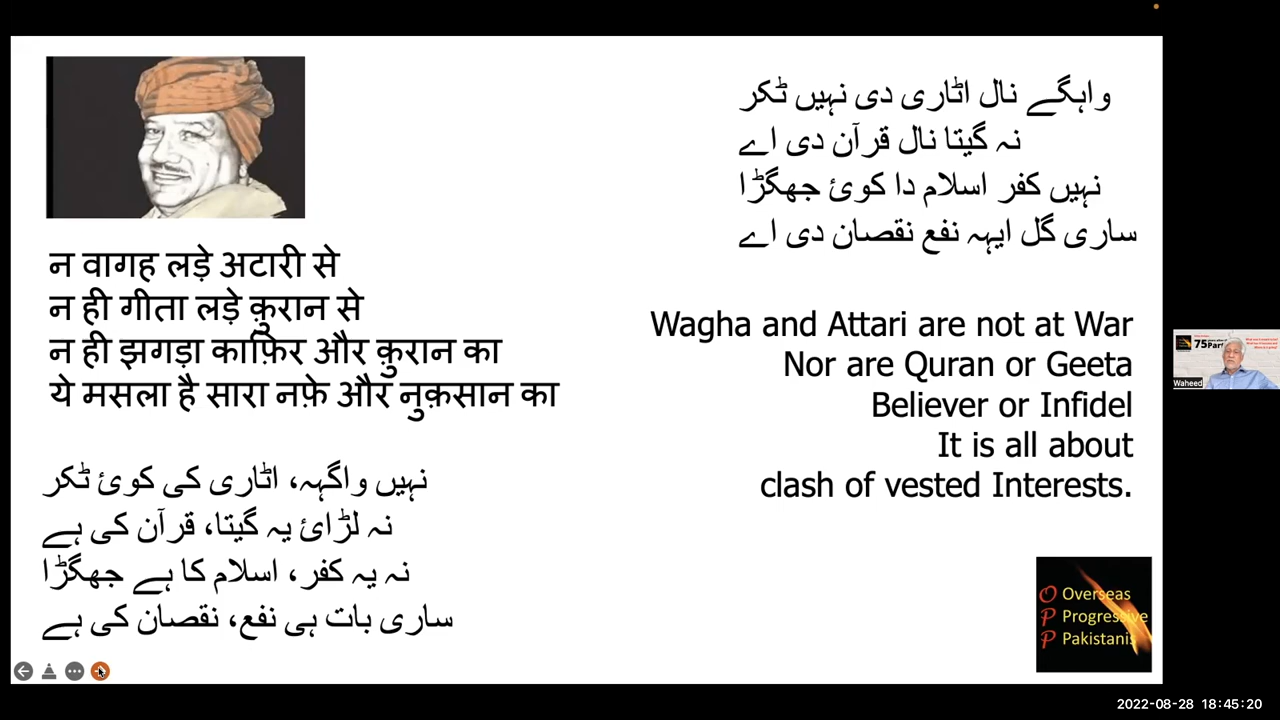 न वागह लड़े अटारी से
न ही गीता लड़े क़ुरान से
न ही झगड़ा काफ़िर और क़ुरान का
ये मसला है सारा नफ़े और नुक़सान का
نہیں واگہہ، اٹاری کی کوئ ٹکر
نہ لڑائ یہ گیتا، قرآن کی ہے
نہ یہ کفر، اسلام کا ہے جھگڑا
ساری بات ہی نفع، نقصان کی ہے
واہگے نال اٹاری دی نہیں ٹکر
نہ گیتا نال قرآن دی اے
نہیں کفر اسلام دا کوئ جھگڑا
ساری گل ایہہ نفع نقصان دی اے
Wagha and Attari are not at War
Nor are Quran or Geeta
Believer or Infidel
It is all about
clash of vested Interests.
O Overseas
P Progressive
P Pakistanis
75
Waheed
2022-08-28 18:45:20